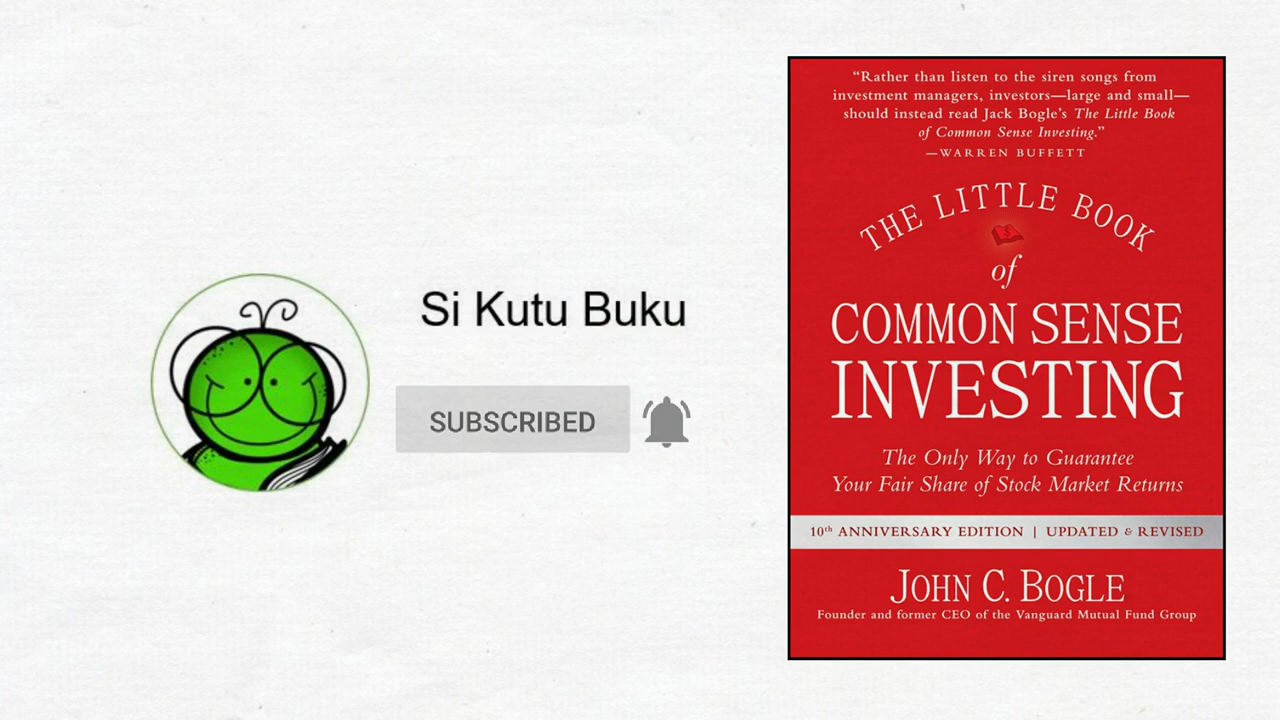 Si Kutu Buku
SUBSCRIBED
“Rather than listen to the siren songs from
investment managers, investors—large and small—
should instead read Jack Bogle’s The Little Book
of Common Sense Investing.”
—WARREN BUFFETT
THE LITTLE BOOK
of
COMMON SENSE
INVESTING
The Only Way to Guarantee
Your Fair Share of Stock Market Returns
10th ANNIVERSARY EDITION | UPDATED & REVISED
JOHN C. BOGLE
Founder and former CEO of the Vanguard Mutual Fund Group